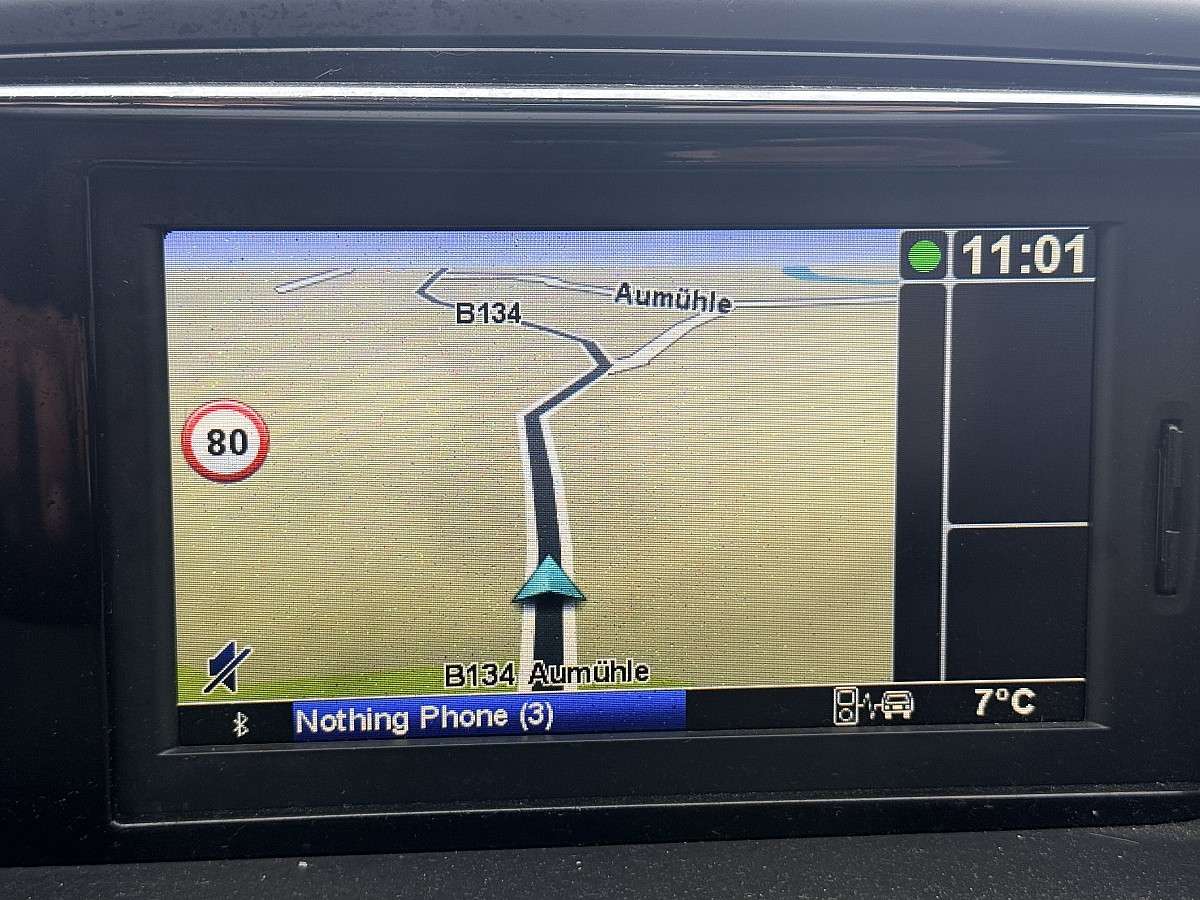 11:01
Aumühle
B134
80
B134 Aumühle
Nothing Phone (3)
7°C